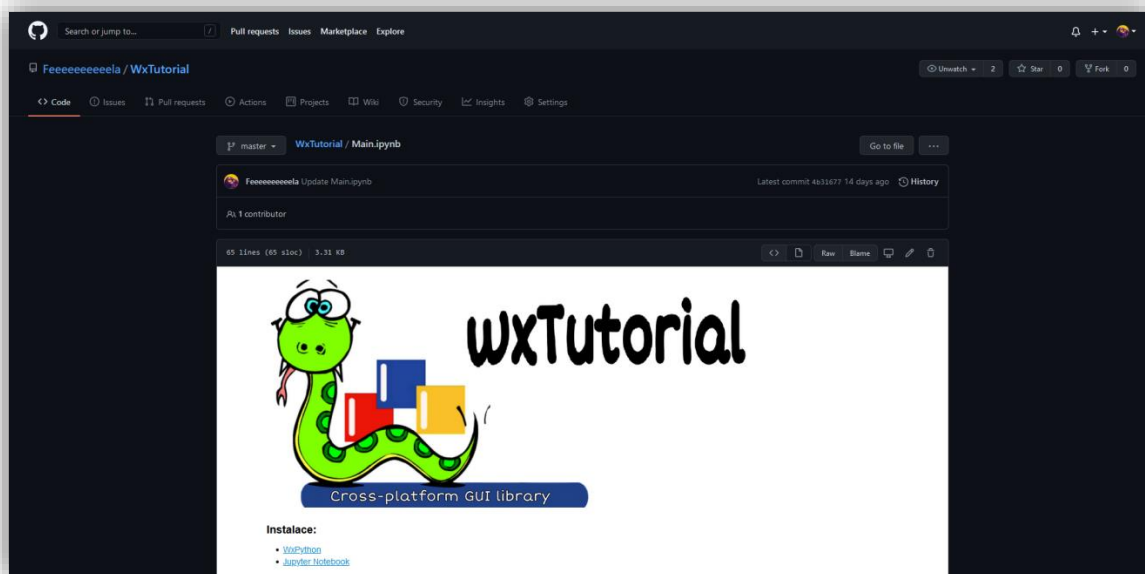 Search or jump to... / Pull requests Issues Marketplace Explore
Feeeeeeeeeela / WxTutorial Unwatch 2 Star 0 Fork 0
<> Code Issues Pull requests Actions Projects Wiki Security Insights Settings
master WxTutorial / Main.ipynb Go to file ...
Feeeeeeeeeela Update Main.ipynb Latest commit 4b31677 14 days ago History
1 contributor
65 lines (65 sloc) 3.31 KB <> Raw Blame
wxTutorial
Cross-platform GUI library
Instalace:
• WxPython
• Jupyter Notebook